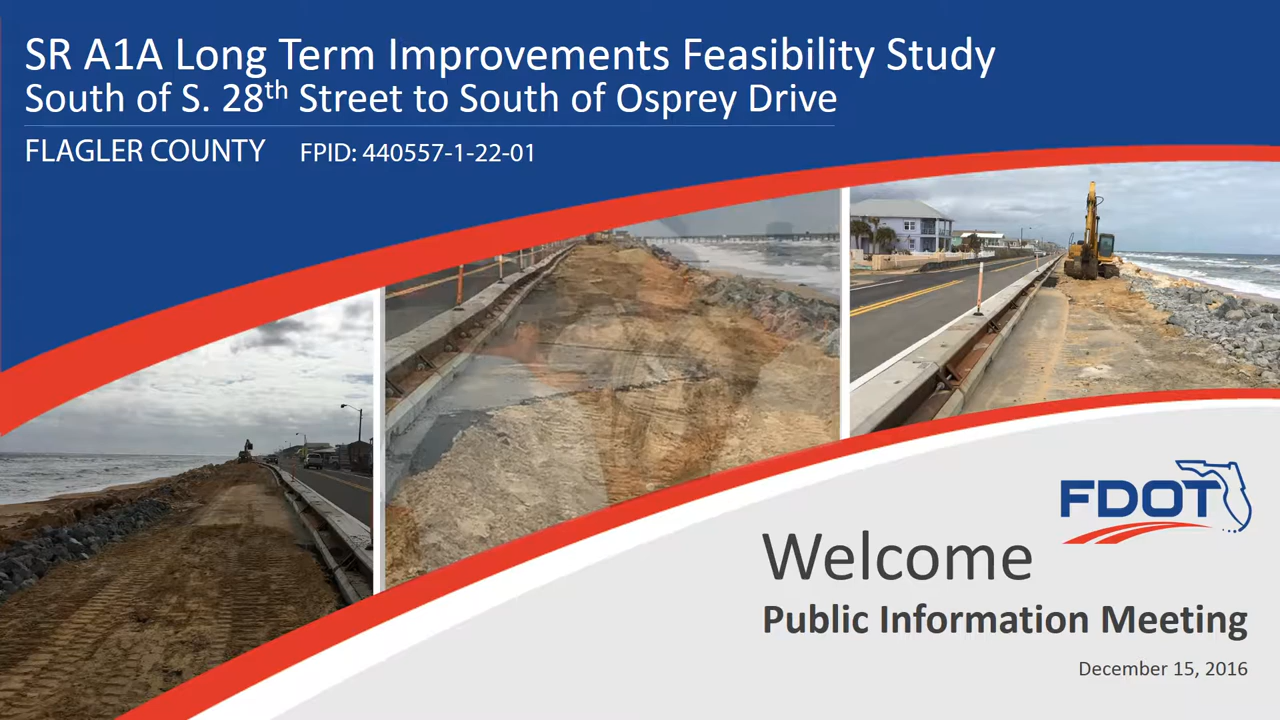 SR A1A Long Term Improvements Feasibility Study
South of S. 28th Street to South of Osprey Drive
FLAGLER COUNTY FPID: 440557-1-22-01
FDOT
Welcome
Public Information Meeting
December 15, 2016